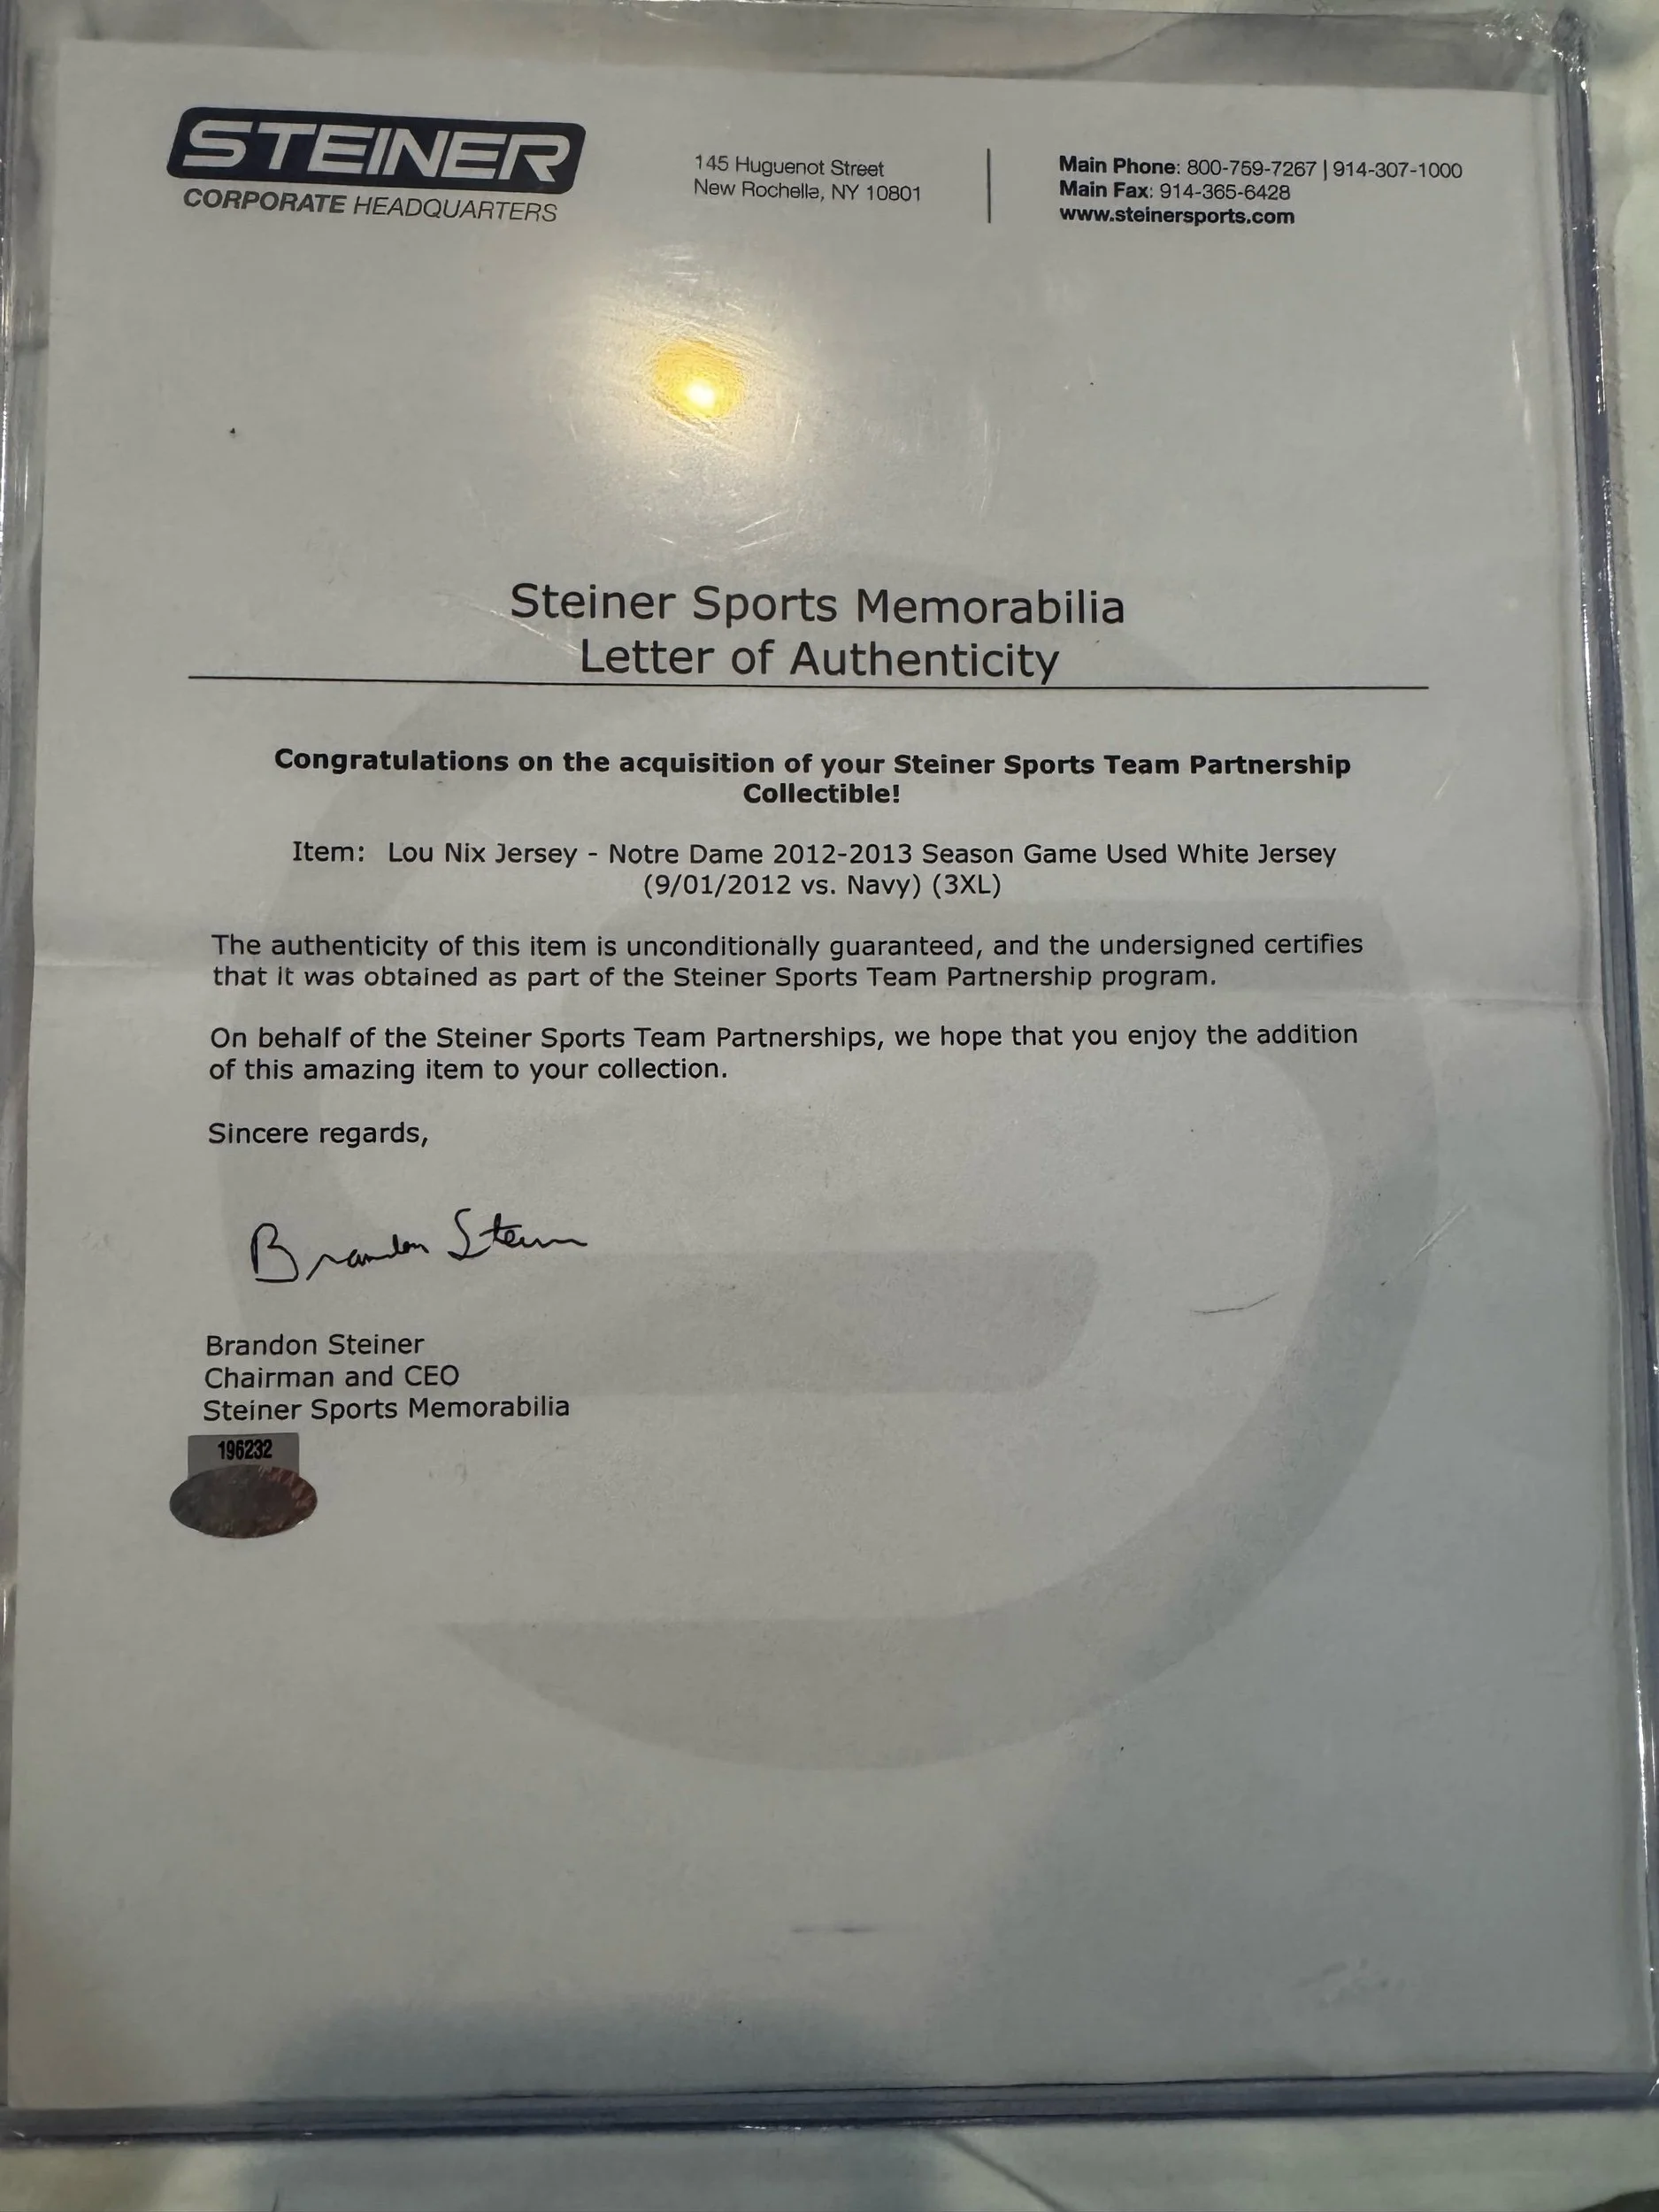 STEINER
CORPORATE HEADQUARTERS
145 Huguenot Street
New Rochelle, NY 10801
Main Phone: 800-759-7267 | 914-307-1000
Main Fax: 914-365-6428
www.steinersports.com
Steiner Sports Memorabilia
Letter of Authenticity
Congratulations on the acquisition of your Steiner Sports Team Partnership
Collectible!
Item: Lou Nix Jersey - Notre Dame 2012-2013 Season Game Used White Jersey
(9/01/2012 vs. Navy) (3XL)
The authenticity of this item is unconditionally guaranteed, and the undersigned certifies
that it was obtained as part of the Steiner Sports Team Partnership program.
On behalf of the Steiner Sports Team Partnerships, we hope that you enjoy the addition
of this amazing item to your collection.
Sincere regards,
Brandon Steiner
Brandon Steiner
Chairman and CEO
Steiner Sports Memorabilia
196232